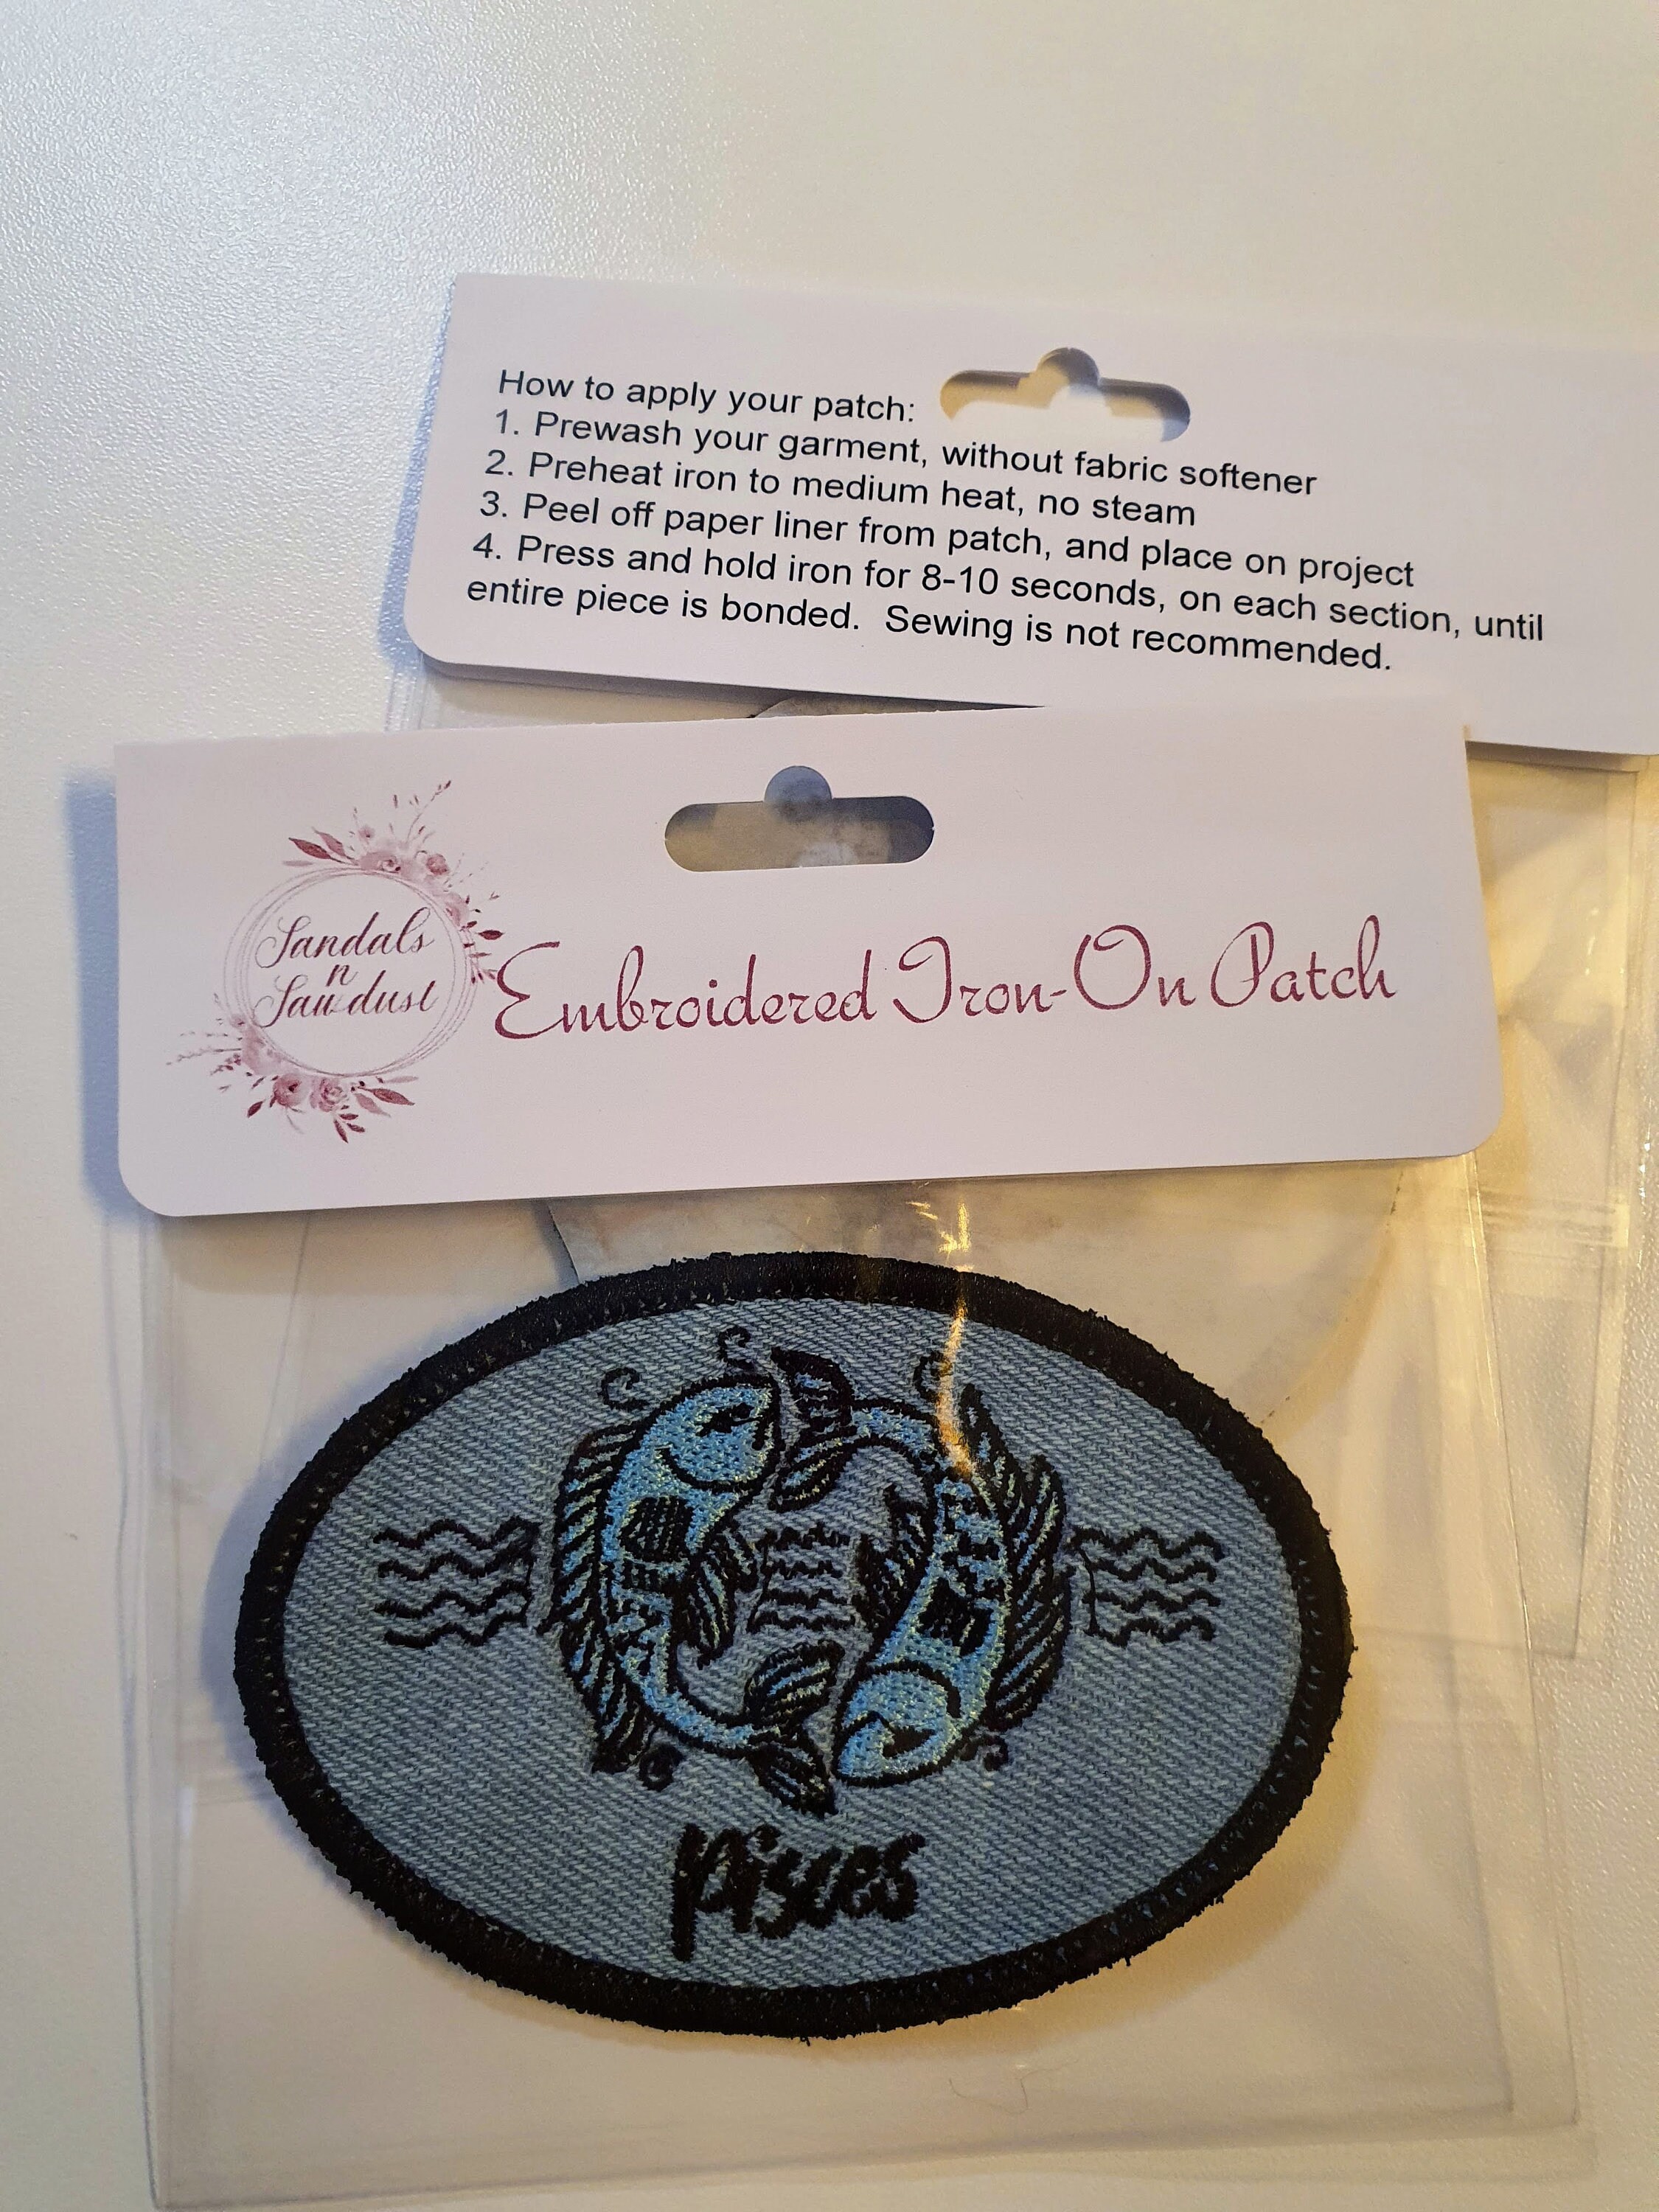 How to apply your patch:
1. Prewash your garment, without fabric softener
2. Preheat iron to medium heat, no steam
3. Peel off paper liner from patch, and place on project
4. Press and hold iron for 8-10 seconds, on each section, until
entire piece is bonded.  Sewing is not recommended.
Sandals
n
Sawdust
Embroidered Iron-On Patch
Pisces